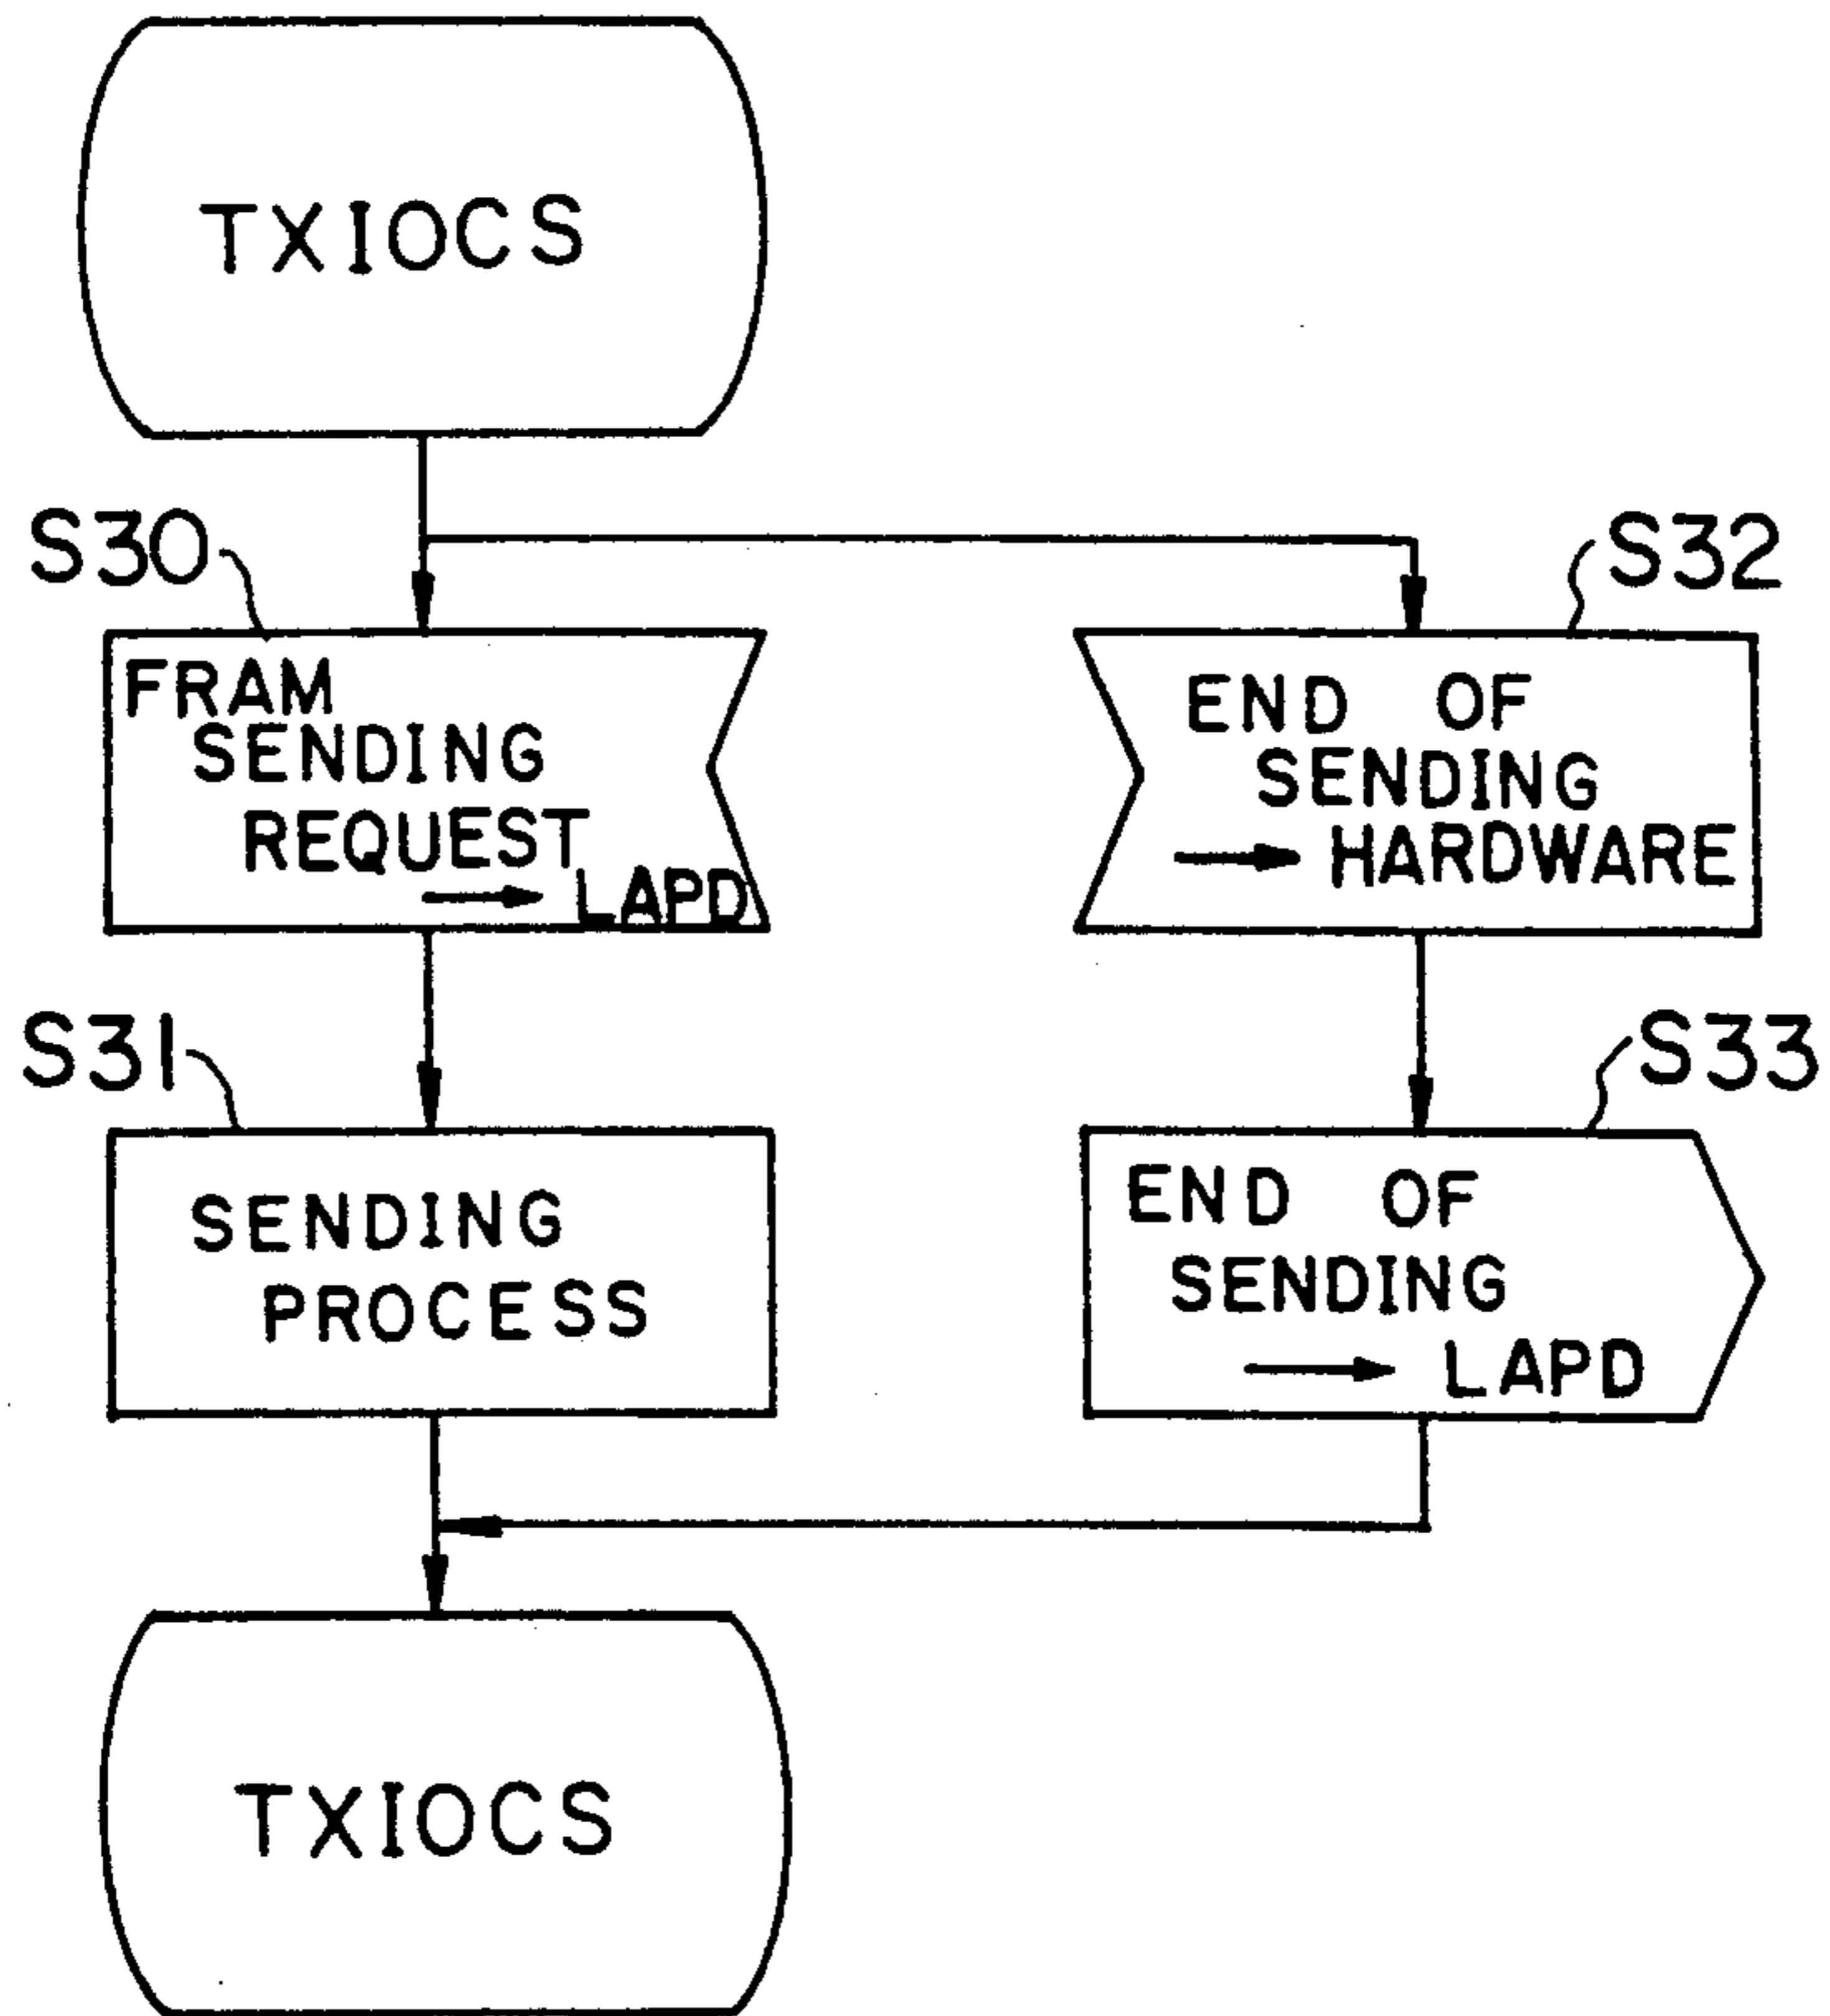 TXIOCS
S30
S32
FRAM
SENDING
REQUEST
→ LAPD
END OF
SENDING
→ HARDWARE
S31
S33
SENDING
PROCESS
END OF
SENDING
→ LAPD
TXIOCS